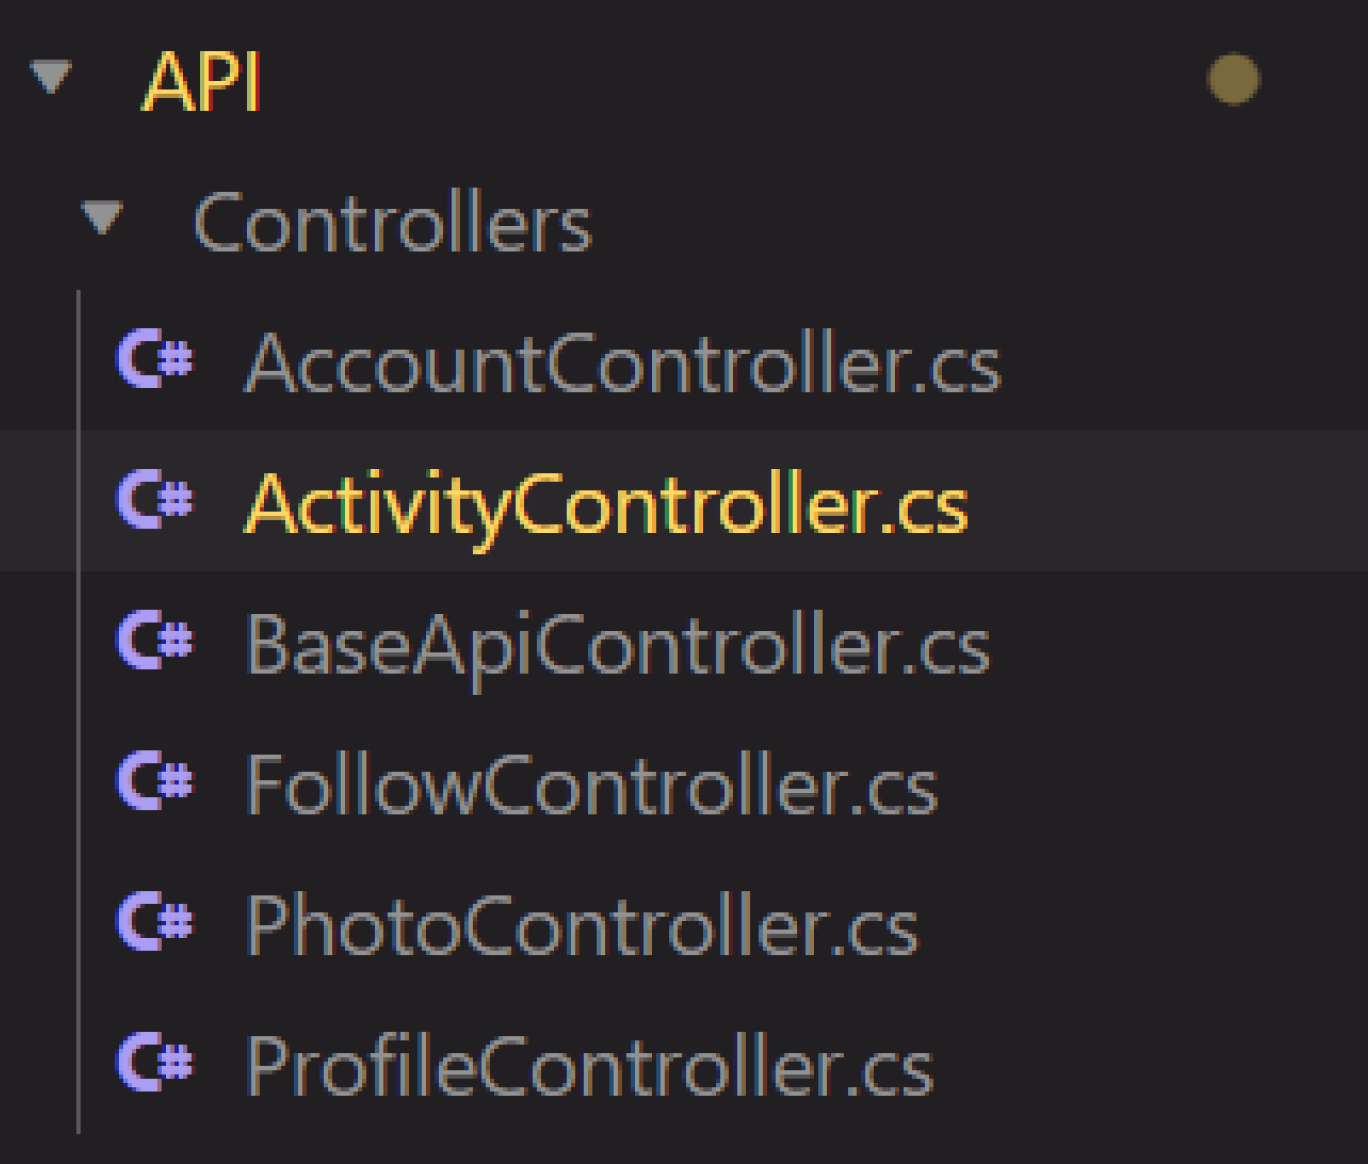 API
Controllers
C# AccountController.cs
C# ActivityController.cs
C# BaseApiController.cs
C# FollowController.cs
C# PhotoController.cs
C# ProfileController.cs